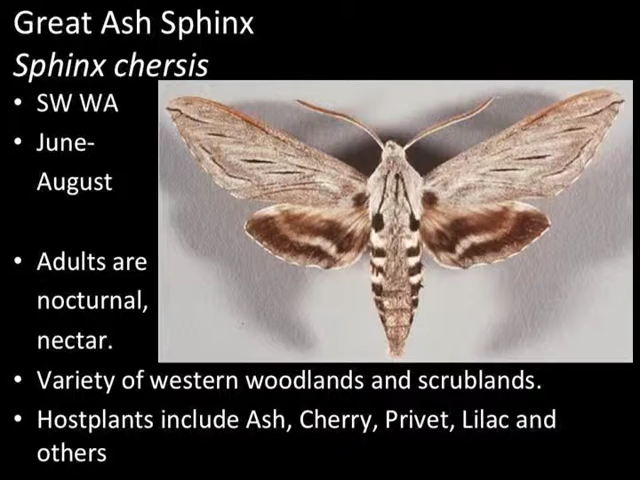 Great Ash Sphinx
Sphinx chersis
• SW WA
• June-
August
• Adults are
nocturnal,
nectar.
• Variety of western woodlands and scrublands.
• Hostplants include Ash, Cherry, Privet, Lilac and
others